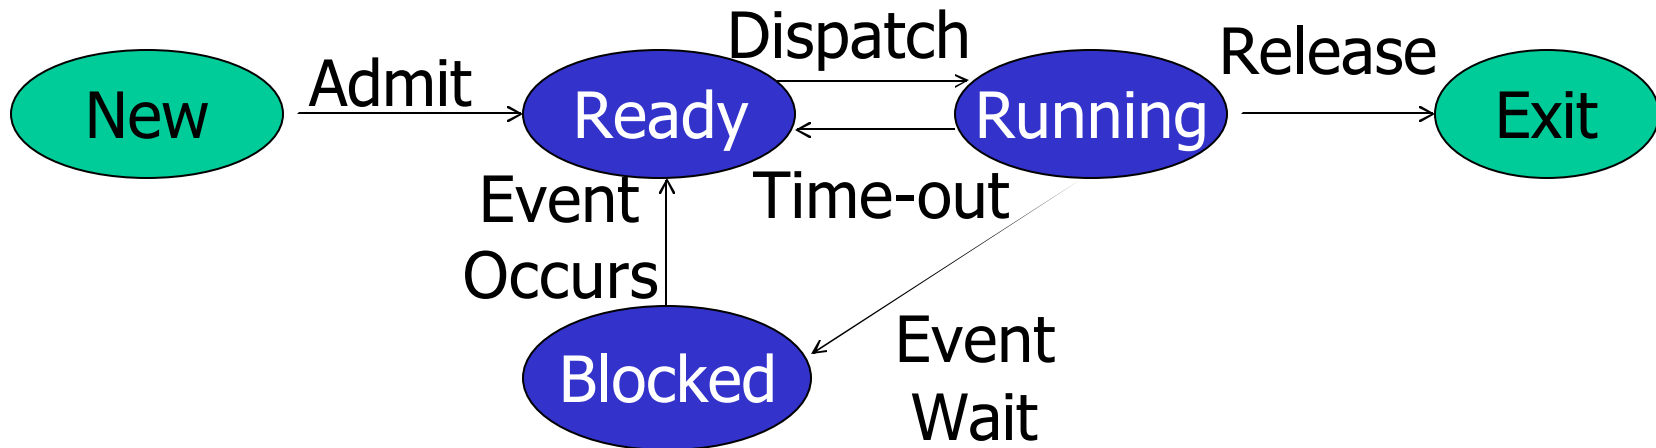 Dispatch
Release
Admit
New
Ready
Running
Exit
Event
Occurs
Time-out
Blocked
Event
Wait